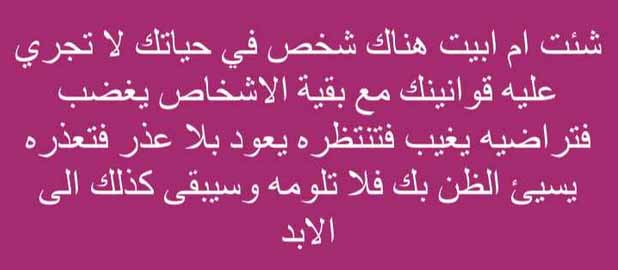 شئت ام ابيت هناك شخص في حياتك لا تجري
عليه قوانينك مع بقية الاشخاص يغضب
فتراضيه يغيب فتنتظره يعود بلا عذر فتعذره
يسيئ الظن بك فلا تلومه وسيبقى كذلك الى
الابد